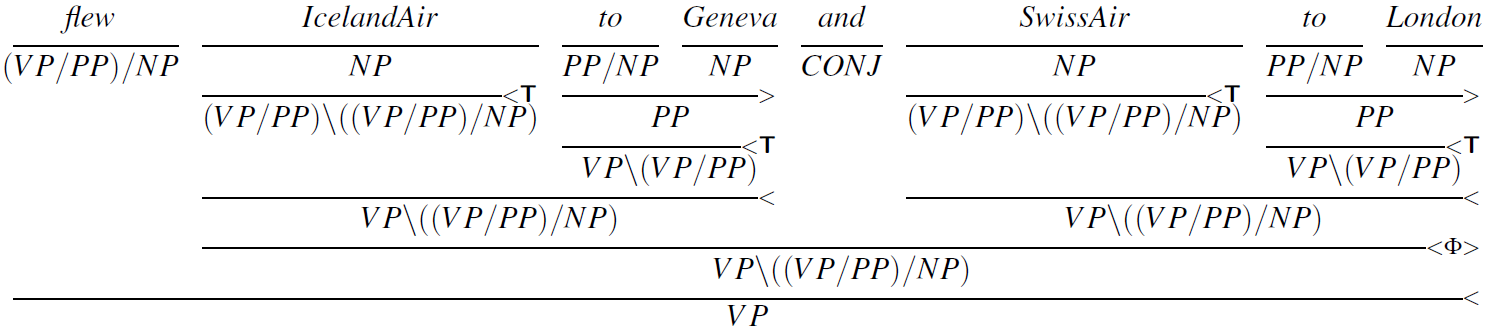 flew IcelandAir to Geneva and SwissAir to London
(VP/PP)/NP NP PP/NP NP CONJ NP PP/NP NP
<T > <T >
(VP/PP)\((VP/PP)/NP) PP (VP/PP)\((VP/PP)/NP) PP
<T <T
VP\(VP/PP) VP\(VP/PP)
< <
VP\((VP/PP)/NP) VP\((VP/PP)/NP)
<Φ>
VP\((VP/PP)/NP)
<
VP